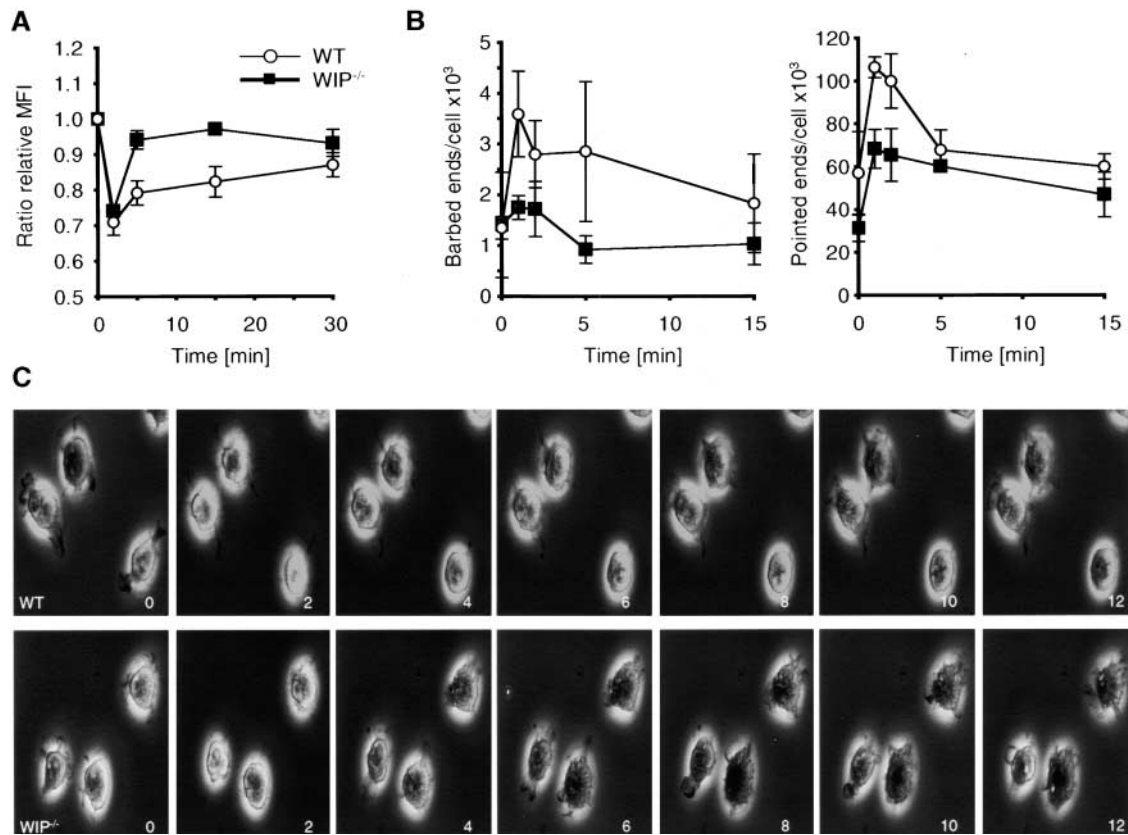 A
1.2
1.1
1.0
0.9
0.8
0.7
0.6
0.5
Ratio relative MFI
0 10 20 30
Time [min]
WT
WIP-/-
B
5
4
3
2
1
0
Barbed ends/cell x10³
0 5 10 15
Time [min]
120
100
80
60
40
20
0
Pointed ends/cell x10³
0 5 10 15
Time [min]
C
WT 0 2 4 6 8 10 12
WIP-/- 0 2 4 6 8 10 12